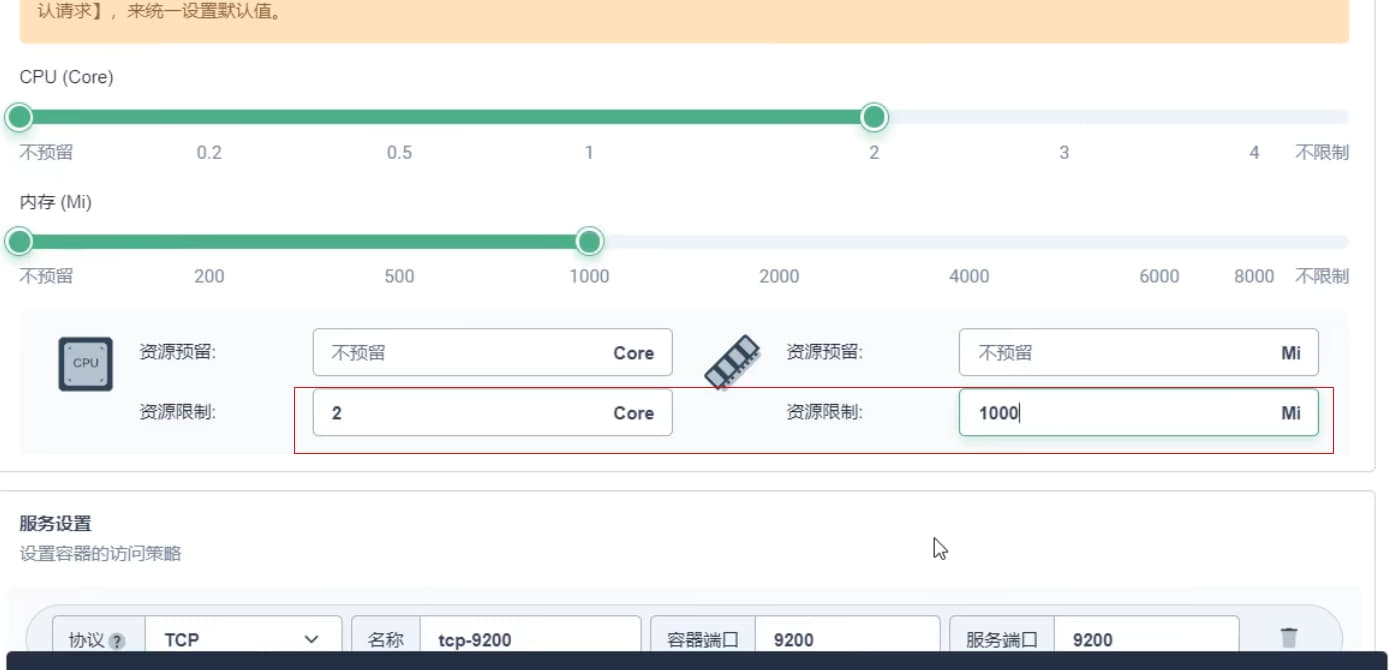 认请求】，来统一设置默认值。
CPU (Core)
不预留 0.2 0.5 1 2 3 4 不限制
内存 (Mi)
不预留 200 500 1000 2000 4000 6000 8000 不限制
CPU 资源预留: 不预留 Core 资源预留: 不预留 Mi
资源限制: 2 Core 资源限制: 1000 Mi
服务设置
设置容器的访问策略
协议 ? TCP 名称 tcp-9200 容器端口 9200 服务端口 9200